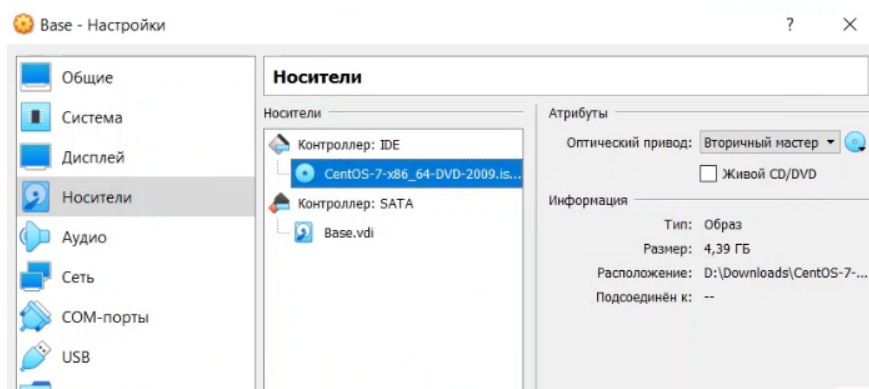 Base - Настройки
?
Общие
Система
Дисплей
Носители
Аудио
Сеть
COM-порты
USB
Носители
Носители
Контроллер: IDE
CentOS-7-x86_64-DVD-2009.is...
Контроллер: SATA
Base.vdi
Атрибуты
Оптический привод: Вторичный мастер
Живой CD/DVD
Информация
Тип: Образ
Размер: 4,39 ГБ
Расположение: D:\Downloads\CentOS-7-...
Подсоединён к: --